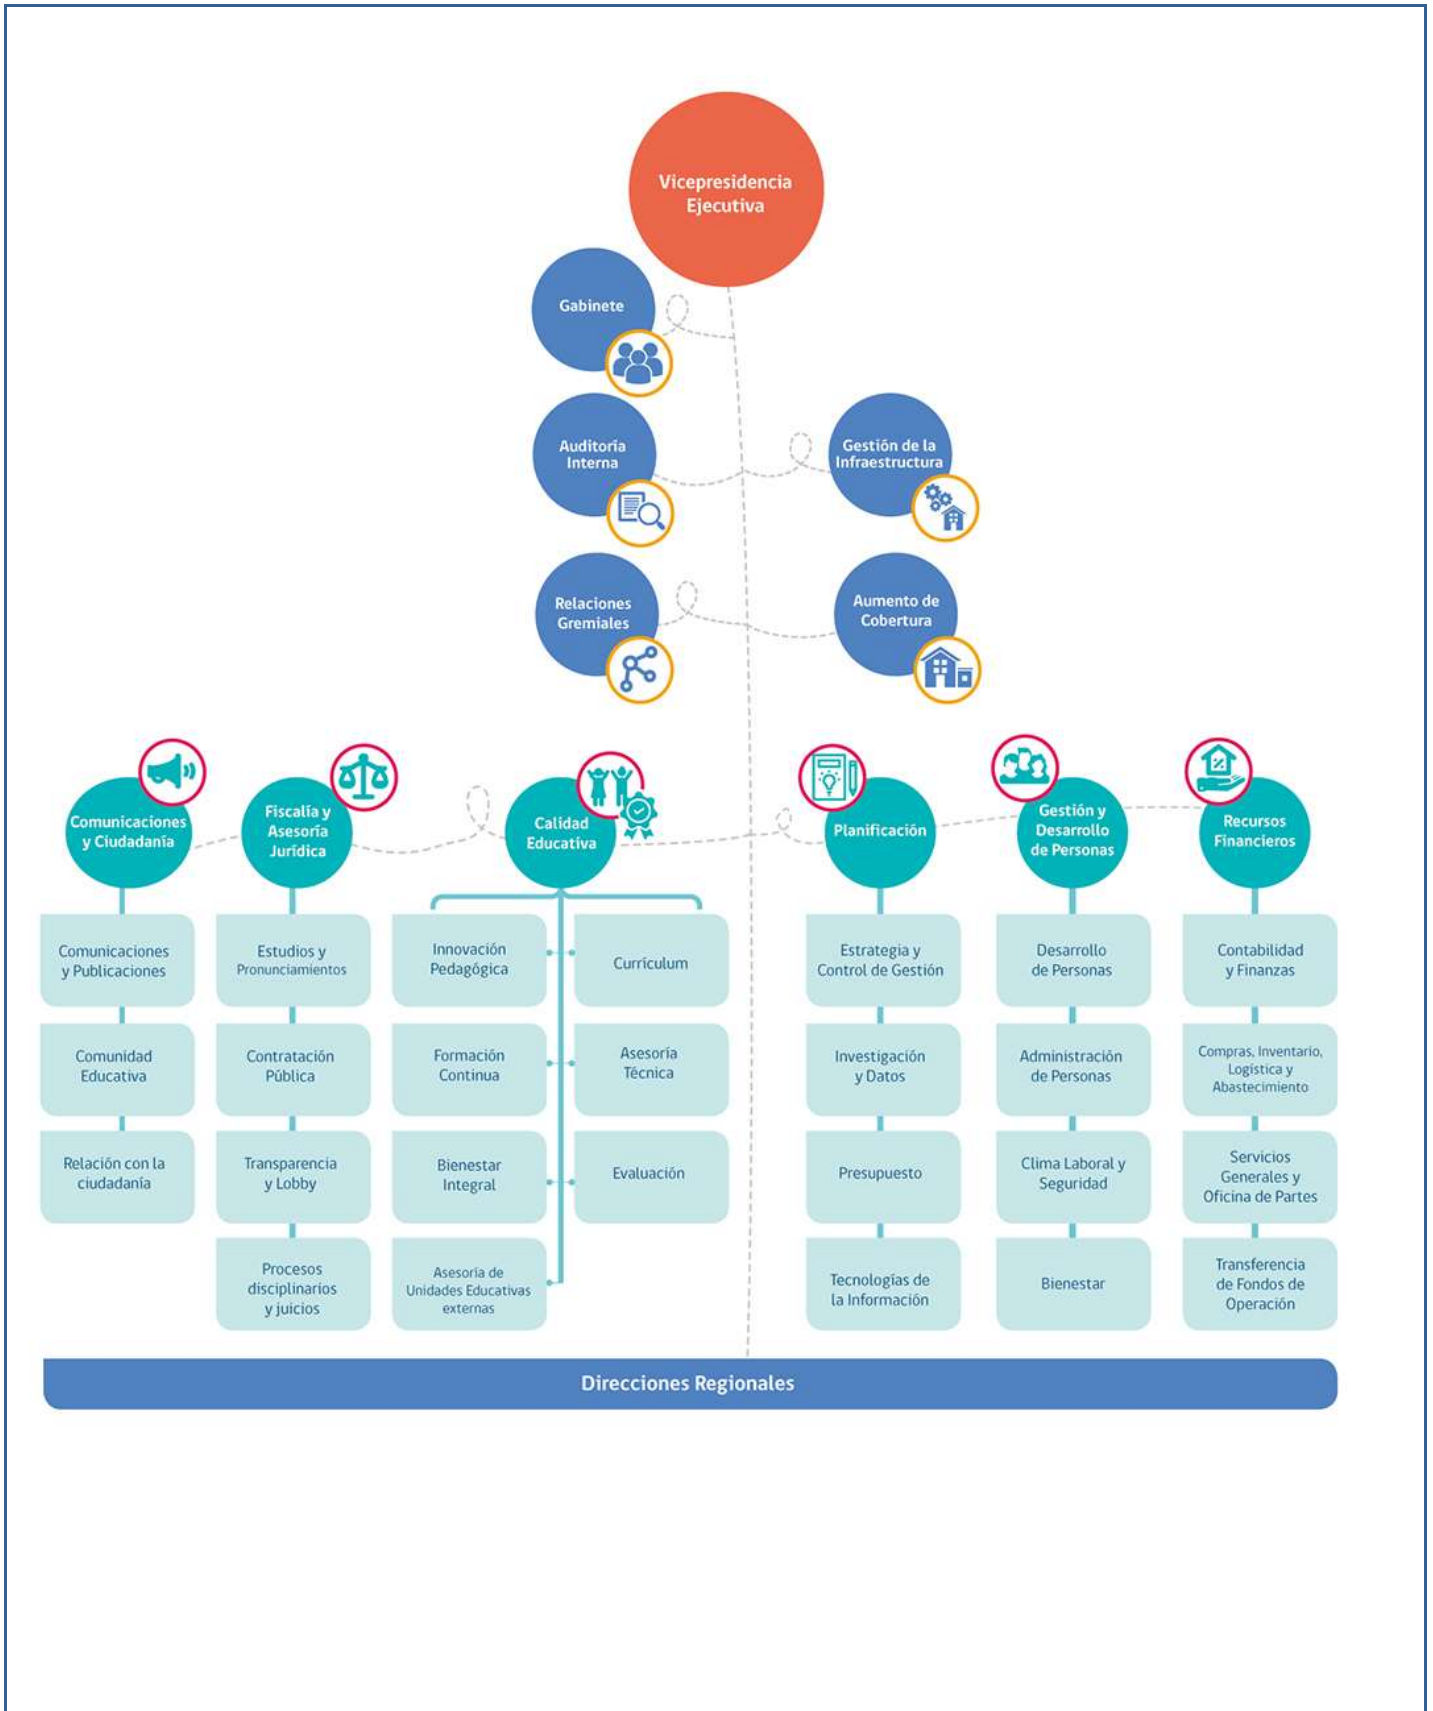 Vicepresidencia
Ejecutiva
Gabinete
Auditoría
Interna
Gestión de la
Infraestructura
Relaciones
Gremiales
Aumento de
Cobertura
Comunicaciones
y Ciudadanía
Fiscalía y
Asesoría
Jurídica
Calidad
Educativa
Planificación
Gestión y
Desarrollo
de Personas
Recursos
Financieros
Comunicaciones
y Publicaciones
Comunidad
Educativa
Relación con la
ciudadanía
Estudios y
Pronunciamientos
Contratación
Pública
Transparencia
y Lobby
Procesos
disciplinarios
y juicios
Innovación
Pedagógica
Currículum
Formación
Continua
Asesoría
Técnica
Bienestar
Integral
Evaluación
Asesoría de
Unidades Educativas
externas
Estrategia y
Control de Gestión
Investigación
y Datos
Presupuesto
Tecnologías de
la Información
Desarrollo
de Personas
Administración
de Personas
Clima Laboral y
Seguridad
Bienestar
Contabilidad
y Finanzas
Compras, Inventario,
Logística y
Abastecimiento
Servicios
Generales y
Oficina de Partes
Transferencia
de Fondos de
Operación
Direcciones Regionales